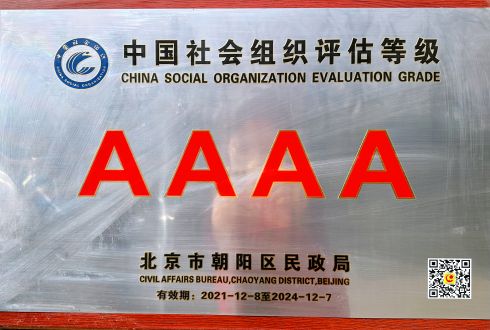 中国社会组织评估等级
CHINA SOCIAL ORGANIZATION EVALUATION GRADE
AAAA
北京市朝阳区民政局
CIVIL AFFAIRS BUREAU,CHAOYANG DISTRICT,BEIJING
有效期：2021-12-8至2024-12-7